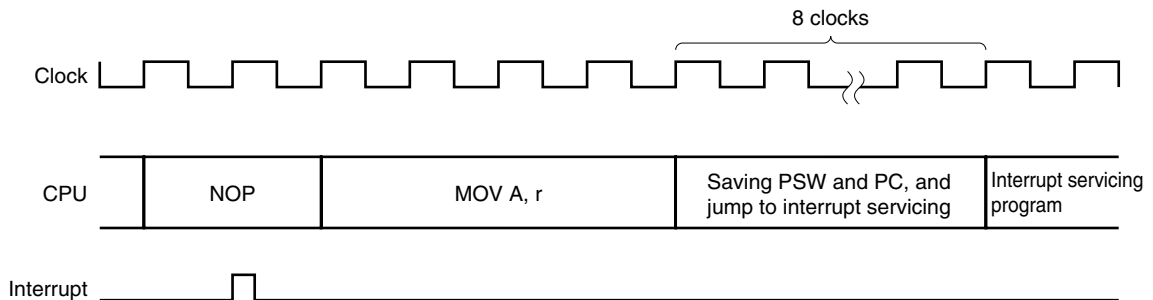 8 clocks
Clock
CPU
NOP
MOV A, r
Saving PSW and PC, and
jump to interrupt servicing
Interrupt servicing
program
Interrupt